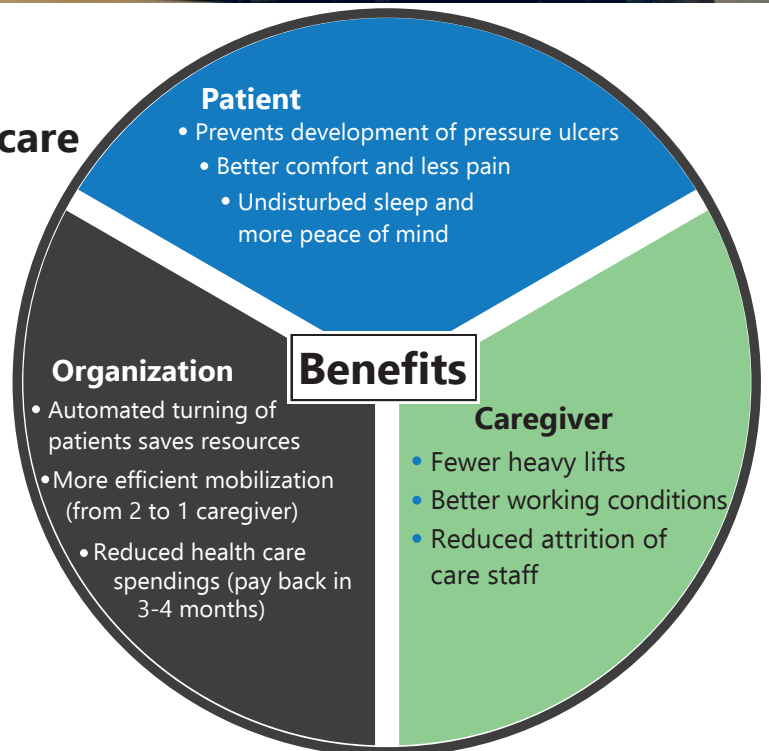 care
Patient
• Prevents development of pressure ulcers
• Better comfort and less pain
• Undisturbed sleep and
more peace of mind
Benefits
Organization
• Automated turning of
patients saves resources
• More efficient mobilization
(from 2 to 1 caregiver)
• Reduced health care
spendings (pay back in
3-4 months)
Caregiver
• Fewer heavy lifts
• Better working conditions
• Reduced attrition of
care staff